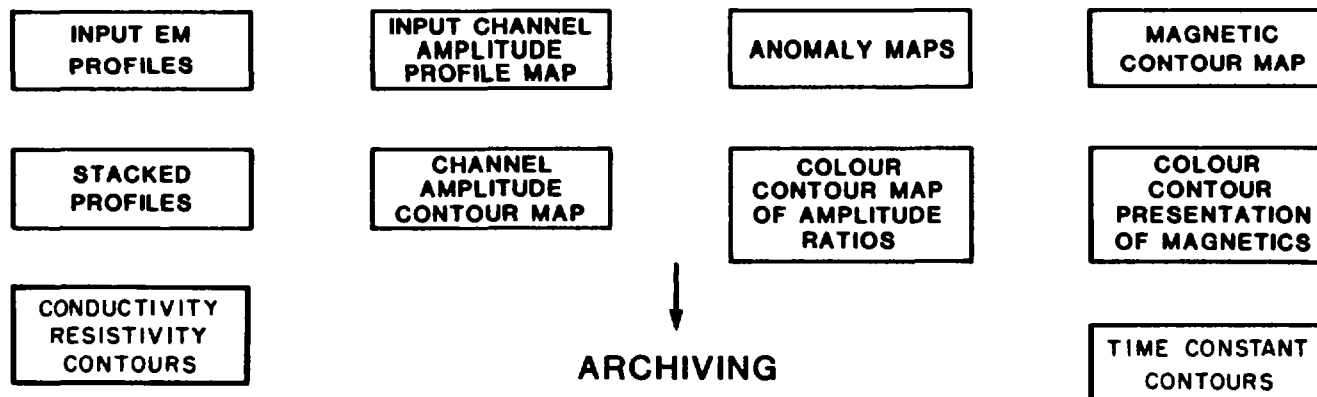 INPUT EM
PROFILES
INPUT CHANNEL
AMPLITUDE
PROFILE MAP
ANOMALY MAPS
MAGNETIC
CONTOUR MAP
STACKED
PROFILES
CHANNEL
AMPLITUDE
CONTOUR MAP
COLOUR
CONTOUR MAP
OF AMPLITUDE
RATIOS
COLOUR
CONTOUR
PRESENTATION
OF MAGNETICS
CONDUCTIVITY
RESISTIVITY
CONTOURS
ARCHIVING
TIME CONSTANT
CONTOURS